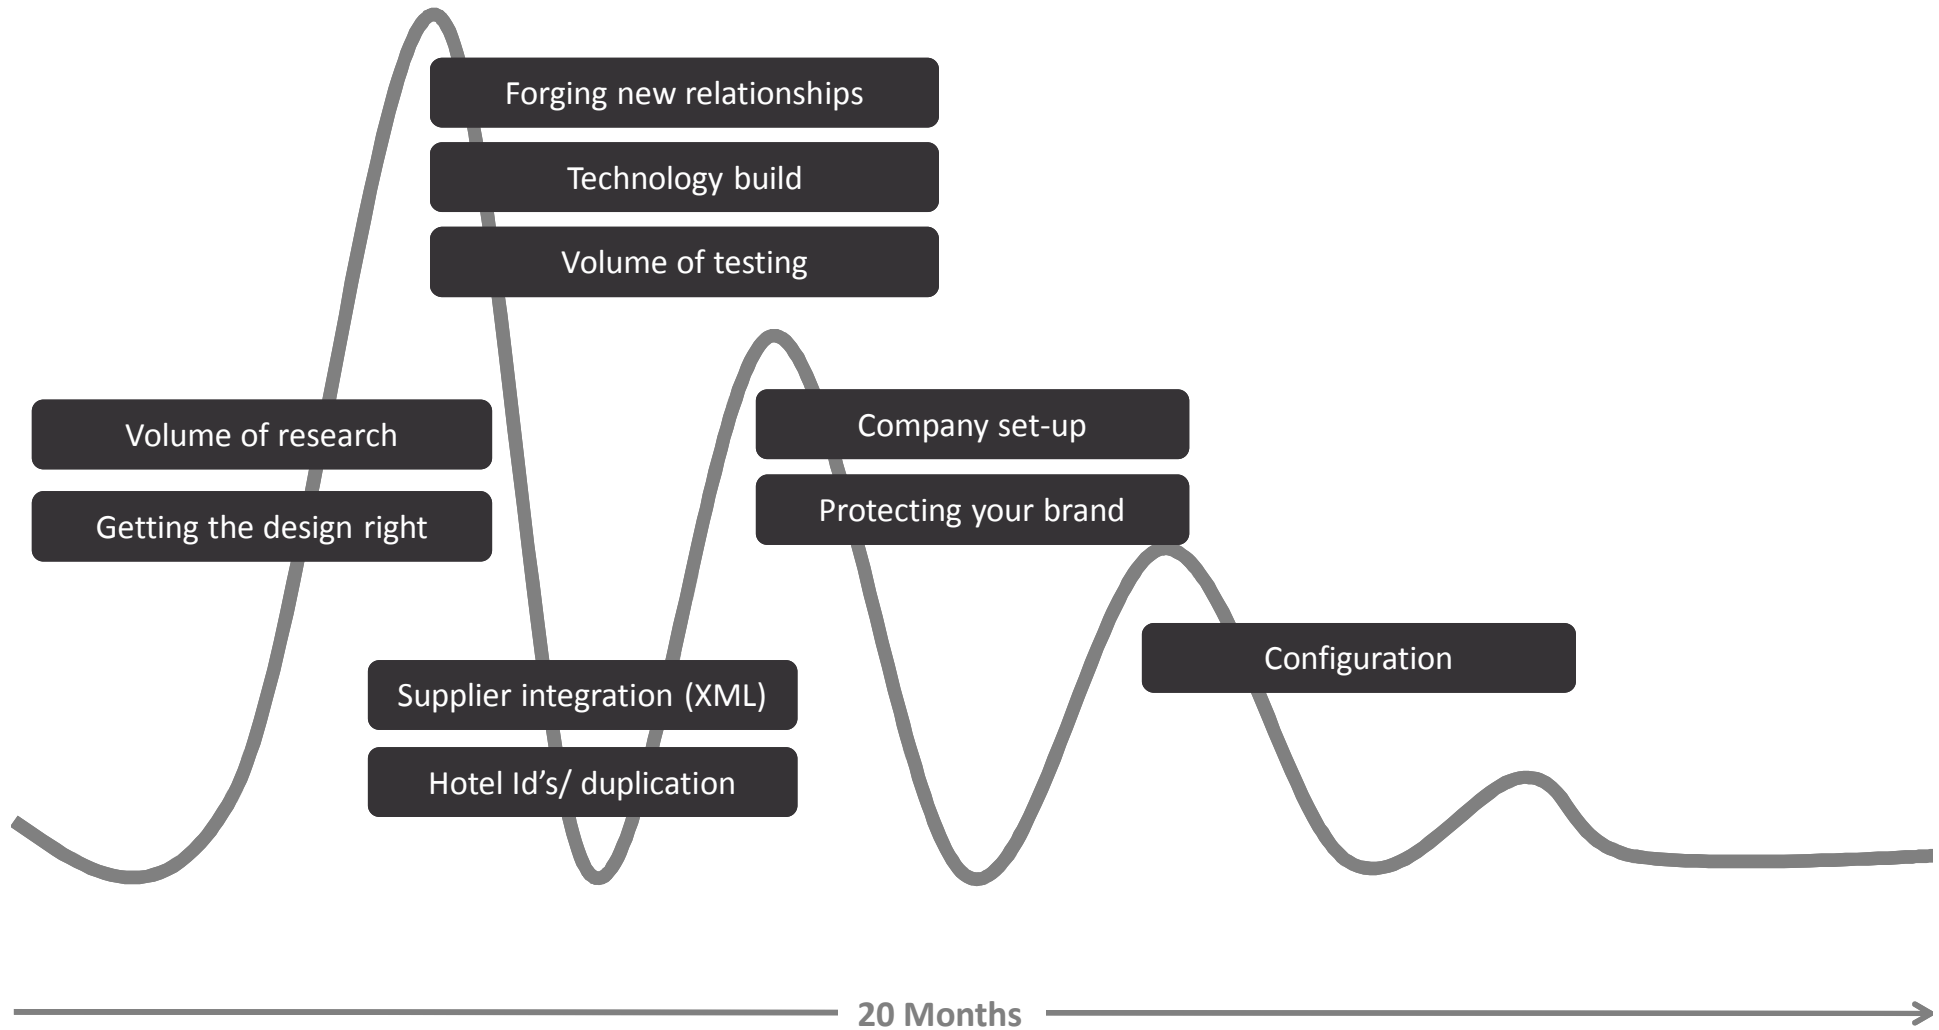 Forging new relationships
Technology build
Volume of testing
Volume of research
Getting the design right
Company set-up
Protecting your brand
Configuration
Supplier integration (XML)
Hotel Id’s/ duplication
20 Months